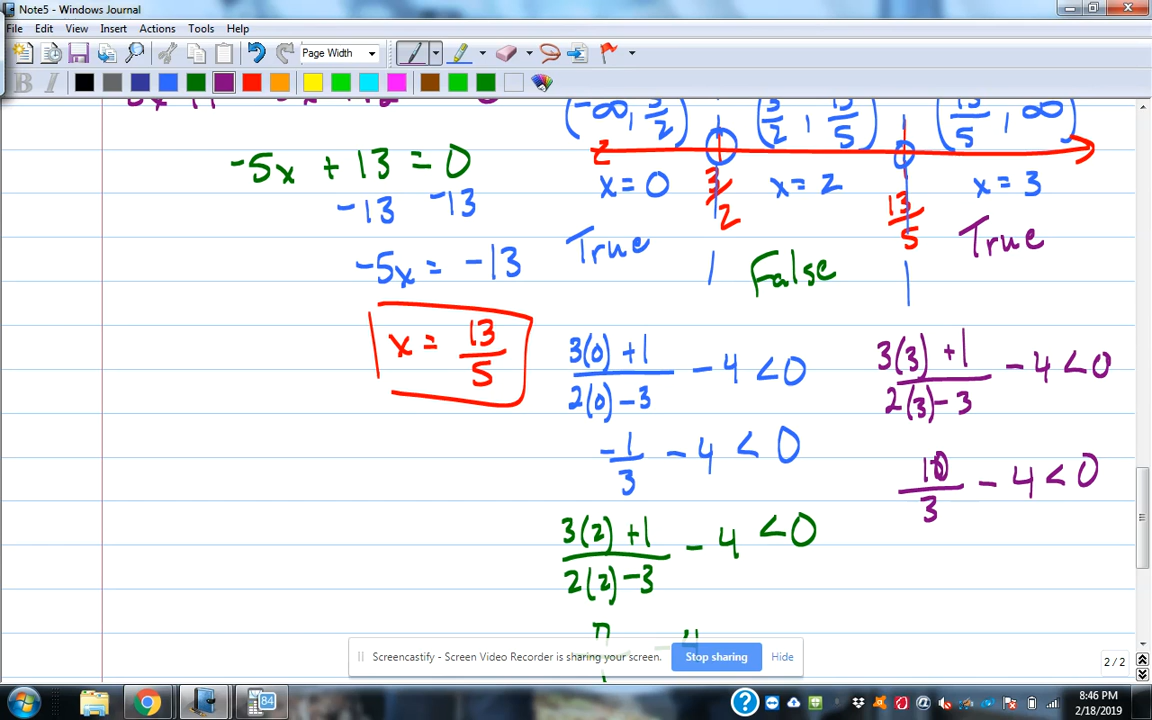 Note5 - Windows Journal
File Edit View Insert Actions Tools Help
Page Width
B I
-5x + 13 = 0
-13 -13
-5x = -13
x = 13/5
(-∞, 3/2) (3/2, 13/5) (13/5, ∞)
x = 0 3/2 x = 2 13/5 x = 3
True False True
3(0) + 1 / 2(0) - 3 - 4 < 0
-1/3 - 4 < 0
3(2) + 1 / 2(2) - 3 - 4 < 0
7
3(3) + 1 / 2(3) - 3 - 4 < 0
10/3 - 4 < 0
Screencastify - Screen Video Recorder is sharing your screen. Stop sharing Hide
2 / 2
84
8:46 PM
2/18/2019